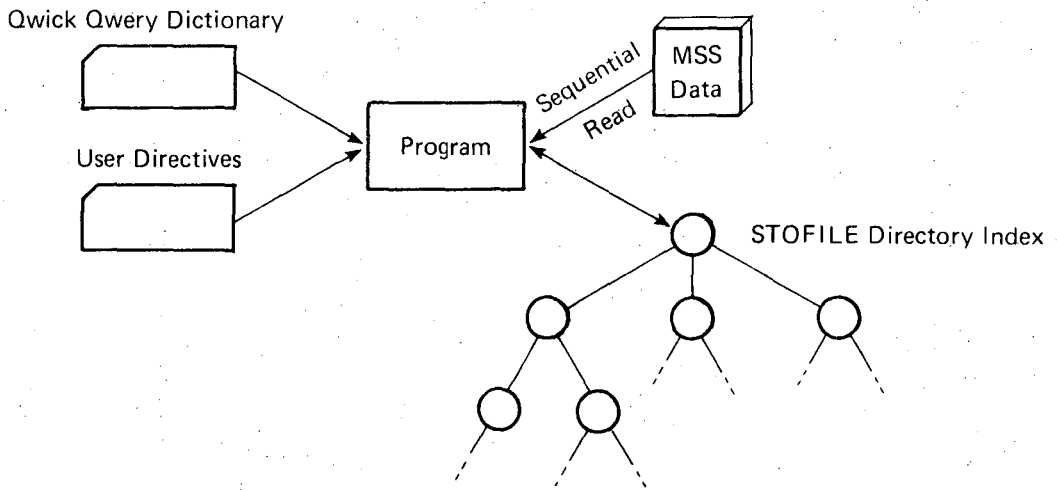 Qwick Qwery Dictionary
User Directives
Program
Sequential
Read
MSS
Data
STOFILE Directory Index